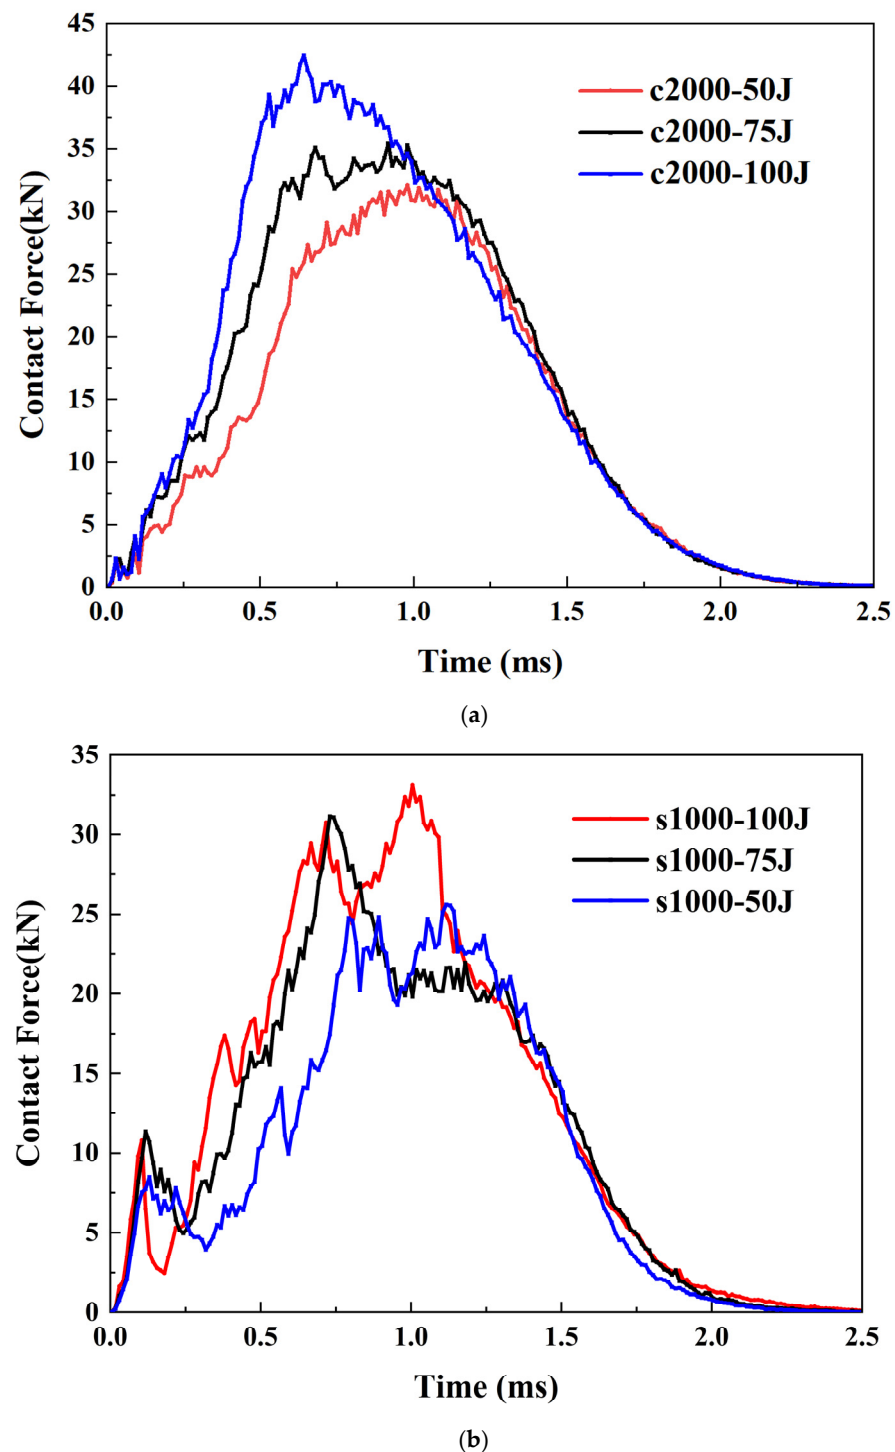 45
40
35
30
25
20
15
10
5
0
Contact Force(kN)
c2000-50J
c2000-75J
c2000-100J
0.0 0.5 1.0 1.5 2.0 2.5
Time (ms)
(a)
35
30
25
20
15
10
5
0
Contact Force(kN)
s1000-100J
s1000-75J
s1000-50J
0.0 0.5 1.0 1.5 2.0 2.5
Time (ms)
(b)